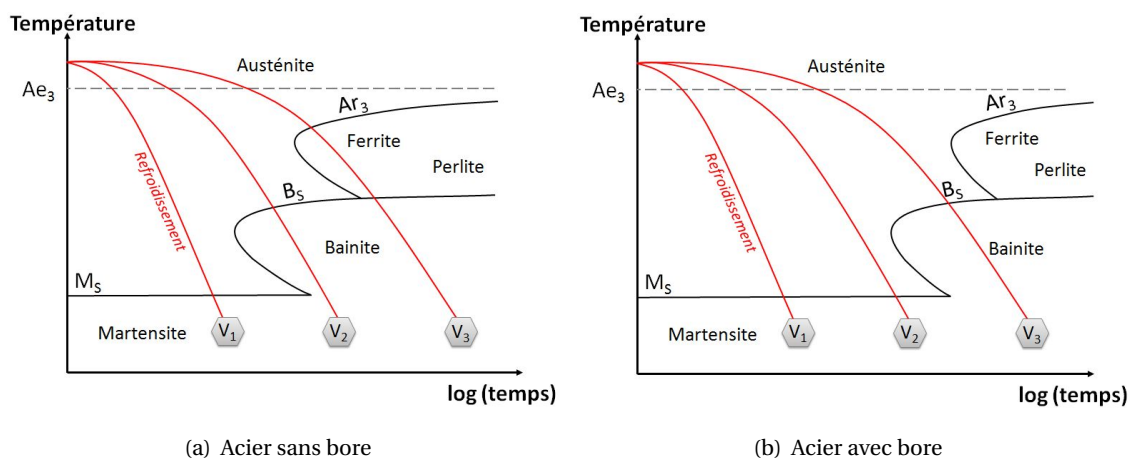 Température
Ae3
Austénite
Ar3
Ferrite
Perlite
Refroidissement
BS
Bainite
MS
Martensite
V1
V2
V3
log (temps)
(a) Acier sans bore
Température
Ae3
Austénite
Ar3
Ferrite
Perlite
Refroidissement
BS
Bainite
MS
Martensite
V1
V2
V3
log (temps)
(b) Acier avec bore